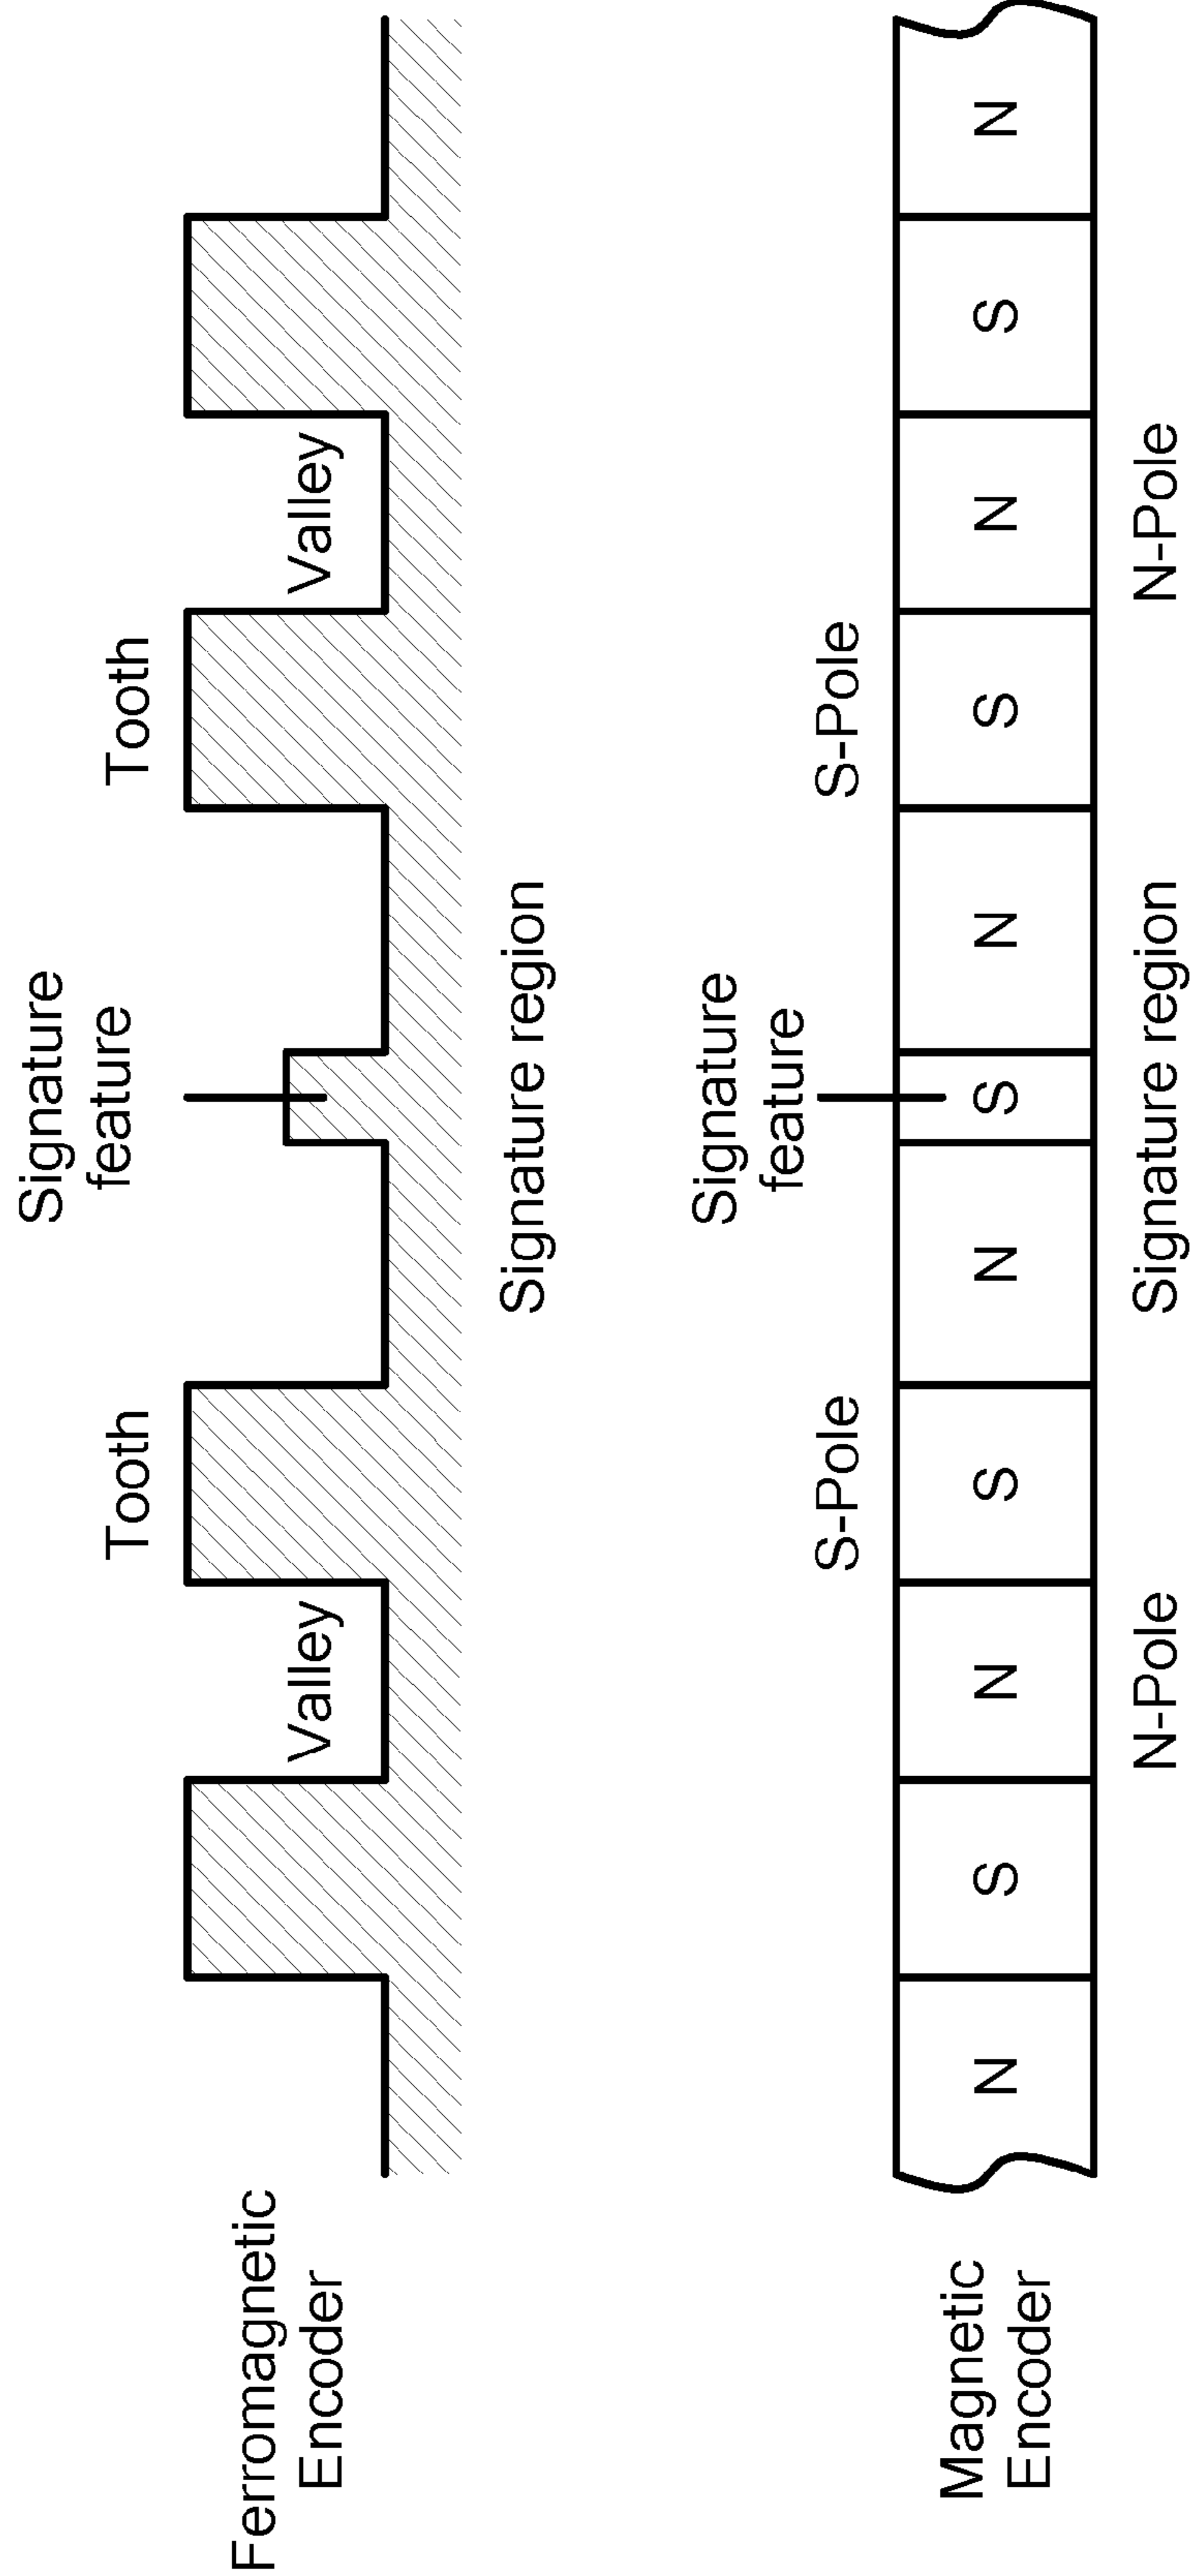 Signature
feature
Tooth
Tooth
Ferromagnetic
Encoder
Valley
Valley
Signature region
Signature
feature
S-Pole
S-Pole
Magnetic
Encoder
N
S
N
S
N
S
N
S
N
S
N
N-Pole
Signature region
N-Pole